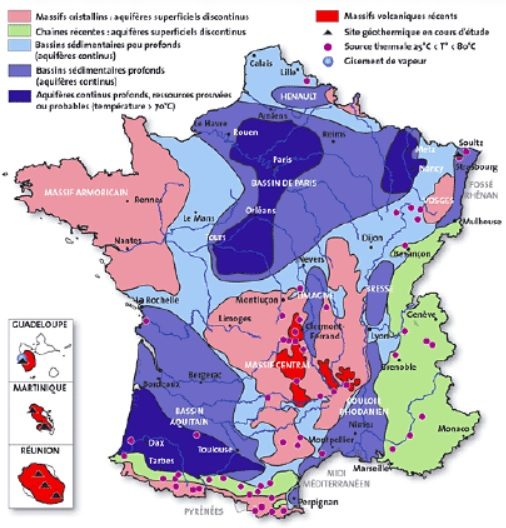 Massifs cristallins : aquifères superficiels discontinus
Chaînes récentes : aquifères superficiels discontinus
Bassins sédimentaires peu profonds
(aquifères continus)
Bassins sédimentaires profonds
(aquifères continus)
Aquifères continus profonds, ressources prouvées
ou probables (température > 70°C)
Massifs volcaniques récents
Site géothermique en cours d'étude
Source thermale 25°C < T° < 80°C
Gisement de vapeur
Calais
Lille
HENAULT
Amiens
Le Havre
Rouen
Reims
Metz
Soultz
Strasbourg
Nancy
Paris
FOSSÉ
RHÉNAN
BASSIN DE PARIS
MASSIF ARMORICAIN
VOSGES
Rennes
Orléans
Le Mans
Mulhouse
Tours
Nantes
Dijon
Besançon
Nevers
La Rochelle
Montluçon
LIMAGNE
BRESSE
Limoges
Genève
Clermont-
Ferrand
Lyon
GUADELOUPE
MASSIF CENTRAL
Grenoble
Bergerac
Bordeaux
MARTINIQUE
COULOIR
RHODANIEN
BASSIN
AQUITAIN
Nîmes
Monaco
Dax
Toulouse
Montpellier
RÉUNION
Tarbes
Marseille
MIDI
MÉDITERRANÉEN
Perpignan
PYRÉNÉES